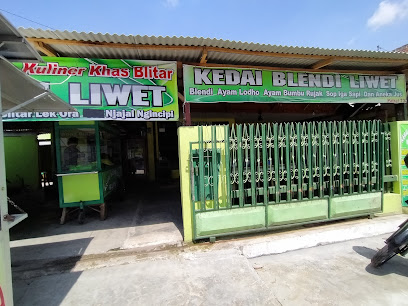 Kuliner Khas Blitar
LIWET
Blitar Lek Ora
Njajal Ngincipi
KEDAI BLENDI LIWET
Blendi, Ayam Lodho, Ayam Bumbu Rujak, Sop Iga Sapi, Dan Aneka Jus